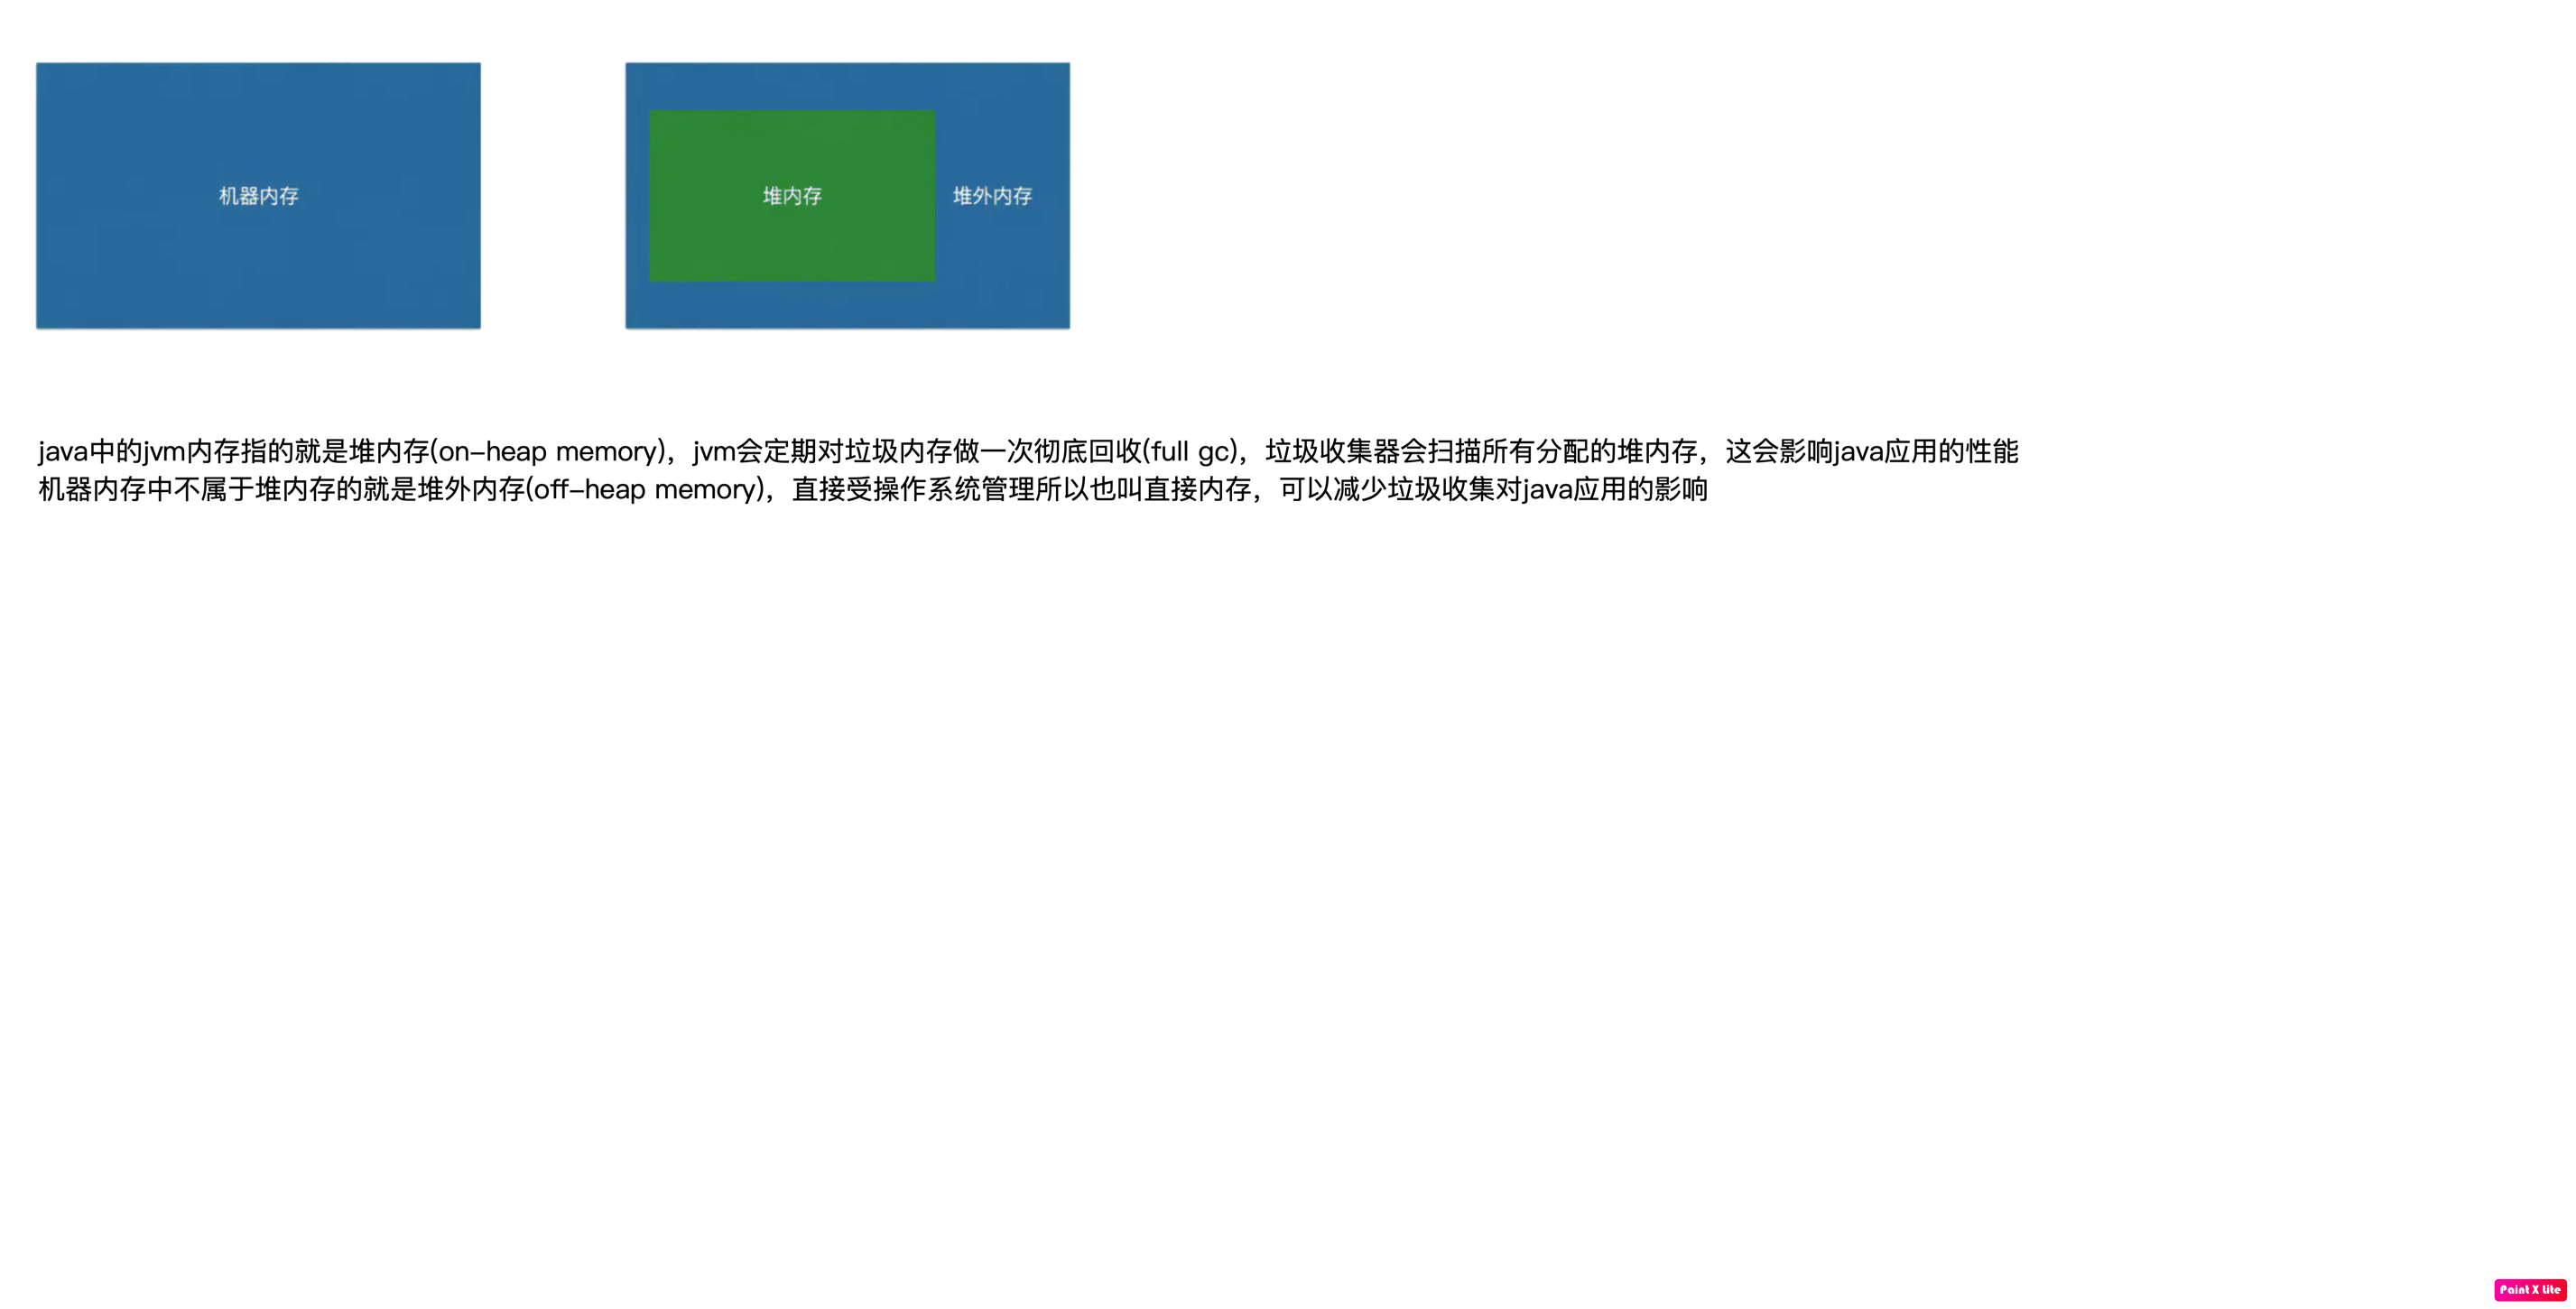 机器内存
堆内存
堆外内存
java中的jvm内存指的就是堆内存(on-heap memory)，jvm会定期对垃圾内存做一次彻底回收(full gc)，垃圾收集器会扫描所有分配的堆内存，这会影响java应用的性能
机器内存中不属于堆内存的就是堆外内存(off-heap memory)，直接受操作系统管理所以也叫直接内存，可以减少垃圾收集对java应用的影响
Paint X Lite